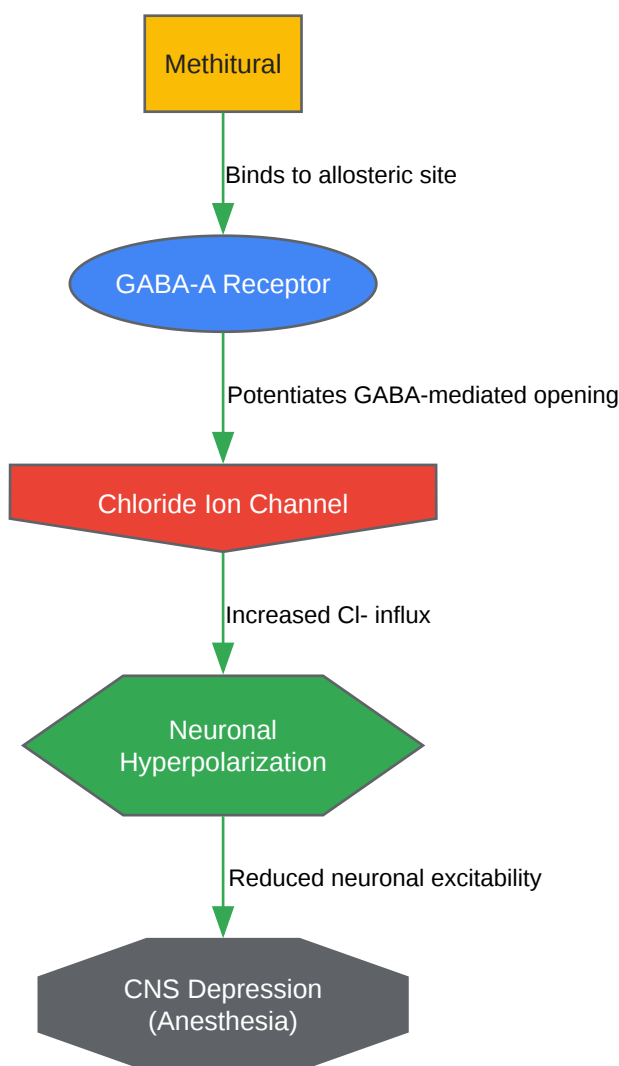 Methitural
Binds to allosteric site
GABA-A Receptor
Potentiates GABA-mediated opening
Chloride Ion Channel
Increased Cl- influx
Neuronal
Hyperpolarization
Reduced neuronal excitability
CNS Depression
(Anesthesia)